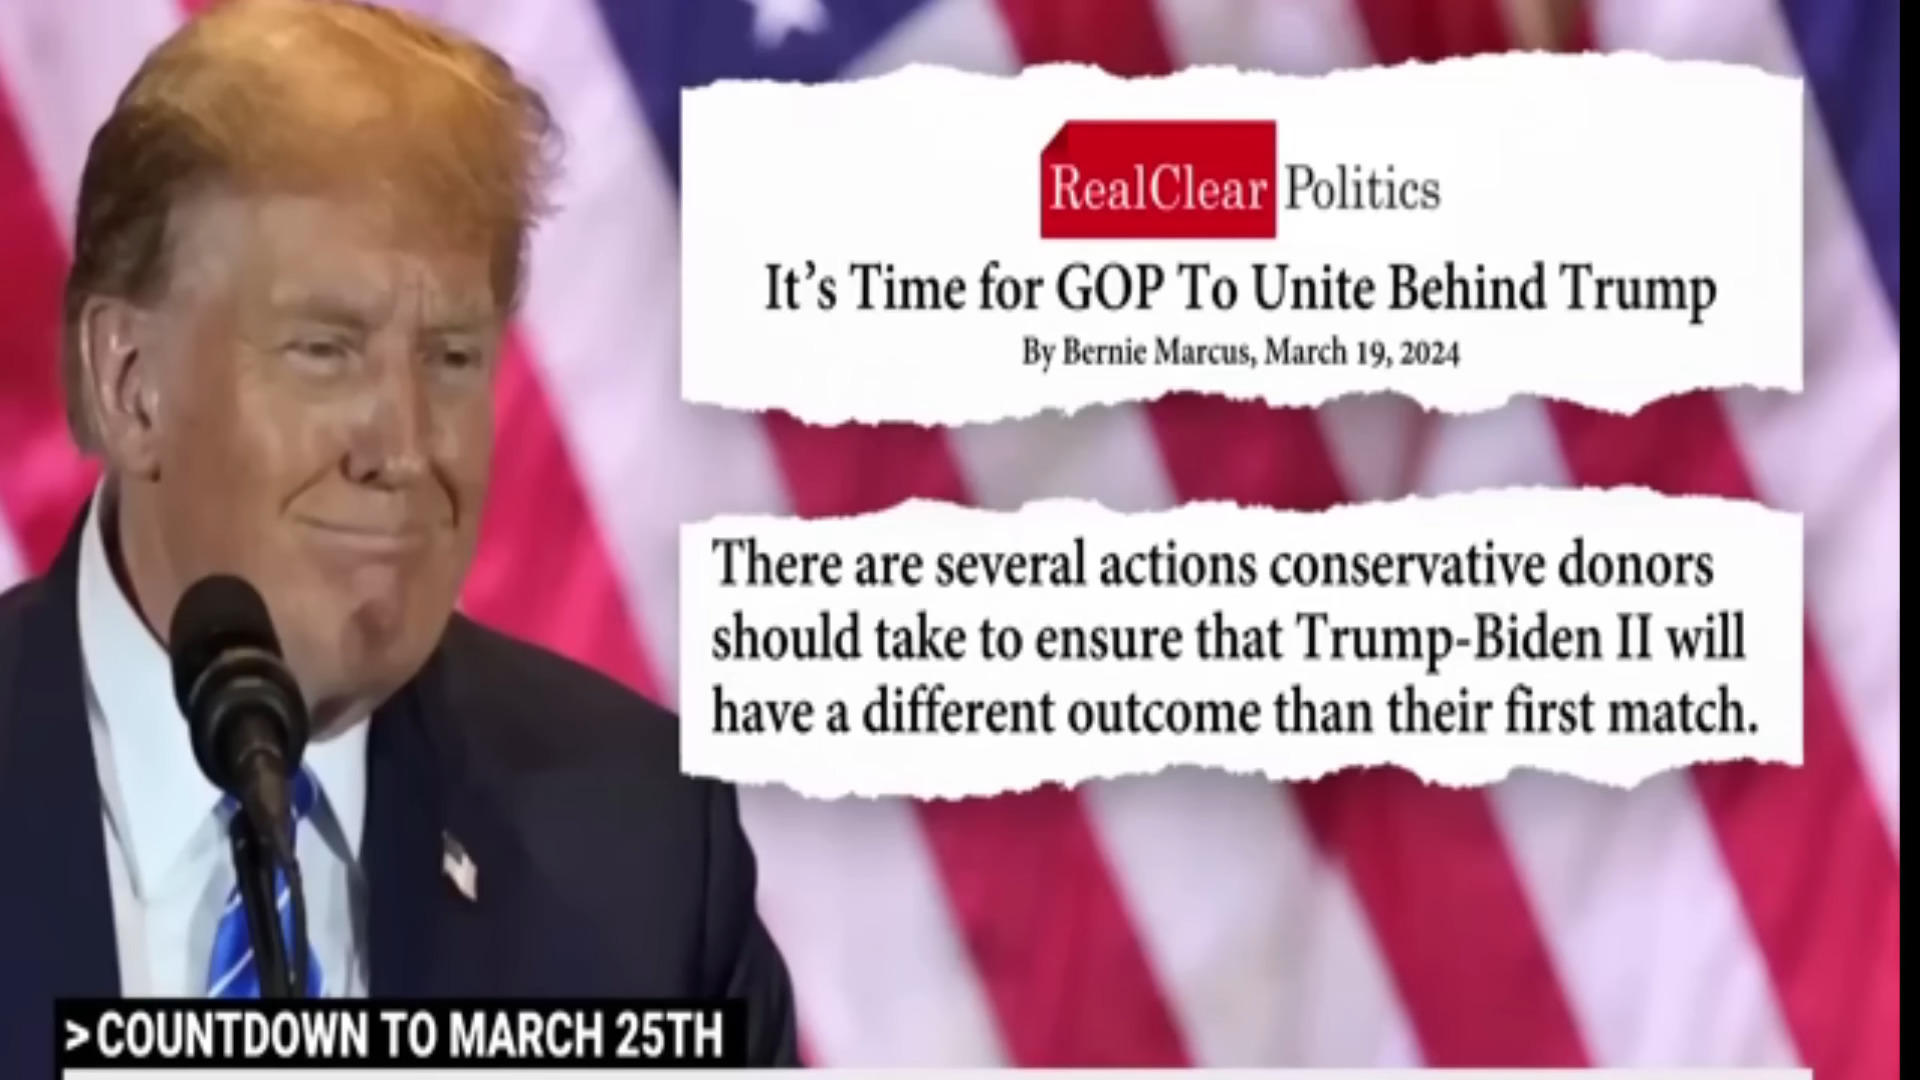 RealClear Politics
It's Time for GOP To Unite Behind Trump
By Bernie Marcus, March 19, 2024
There are several actions conservative donors
should take to ensure that Trump-Biden II will
have a different outcome than their first match.
>COUNTDOWN TO MARCH 25TH